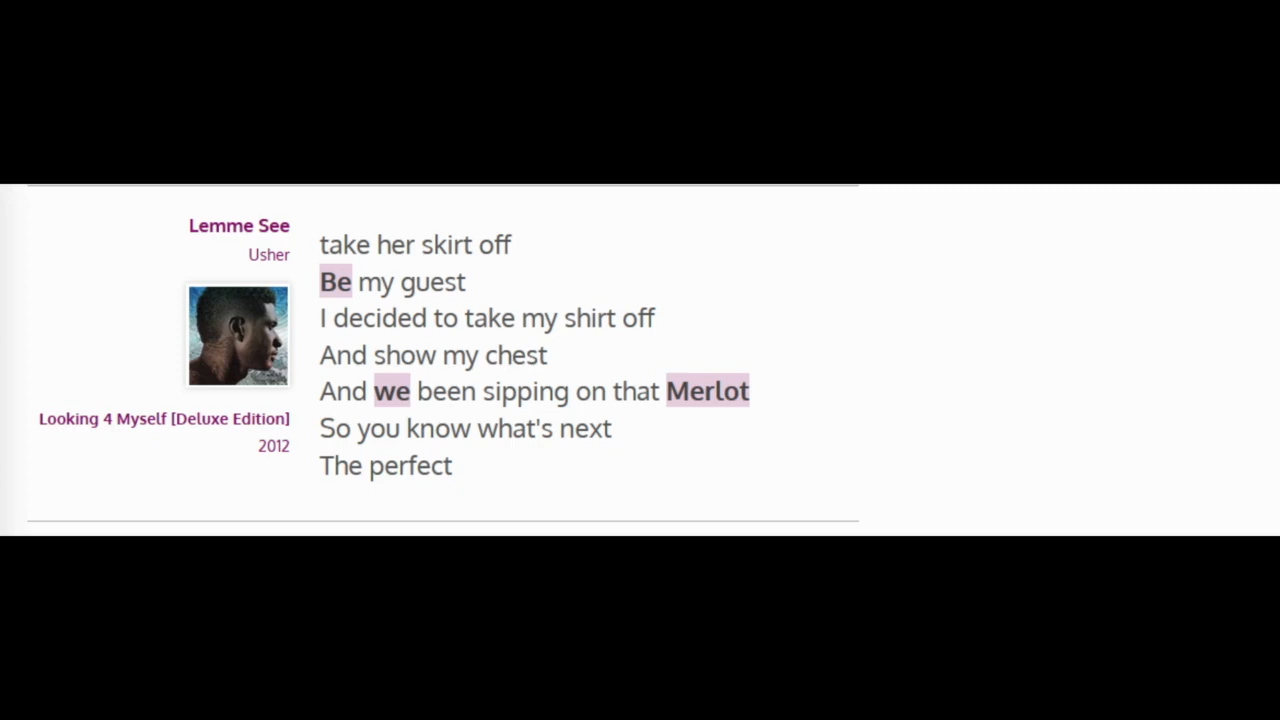 Lemme See
Usher
Looking 4 Myself [Deluxe Edition]
2012
take her skirt off
Be my guest
I decided to take my shirt off
And show my chest
And we been sipping on that Merlot
So you know what's next
The perfect